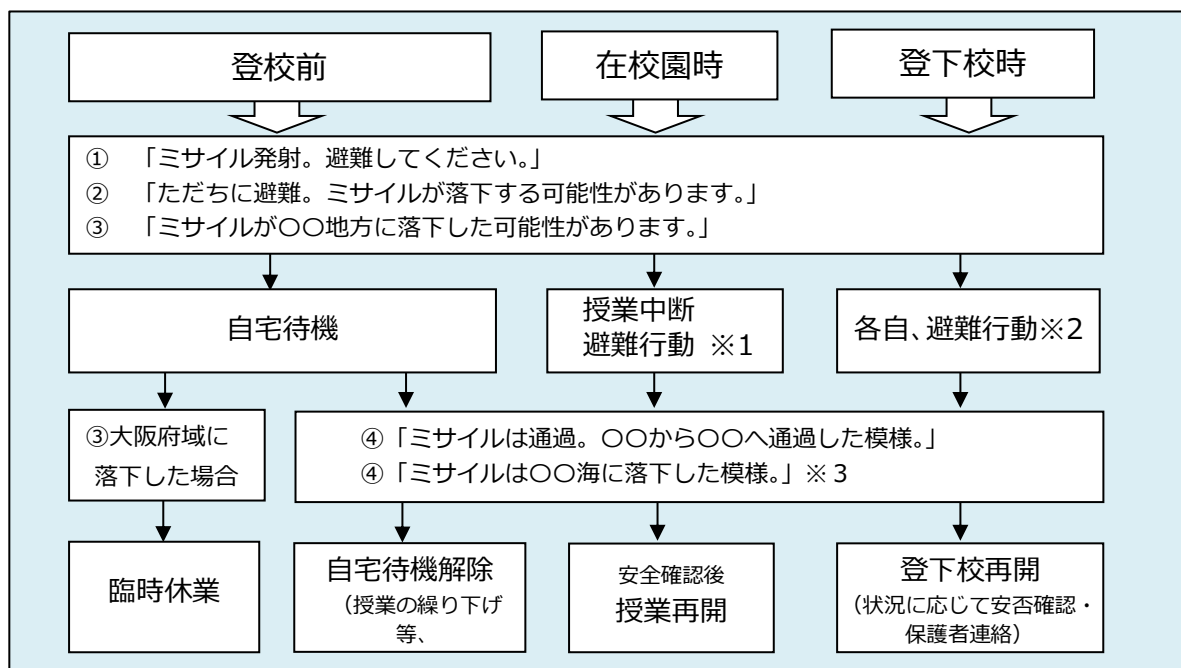 登校前
在校園時
登下校時
① 「ミサイル発射。避難してください。」
② 「ただちに避難。ミサイルが落下する可能性があります。」
③ 「ミサイルが〇〇地方に落下した可能性があります。」
自宅待機
授業中断
避難行動 ※1
各自、避難行動※2
③大阪府域に
落下した場合
④「ミサイルは通過。〇〇から〇〇へ通過した模様。」
④「ミサイルは〇〇海に落下した模様。」※３
臨時休業
自宅待機解除
（授業の繰り下げ
等、
安全確認後
授業再開
登下校再開
（状況に応じて安否確認・
保護者連絡）